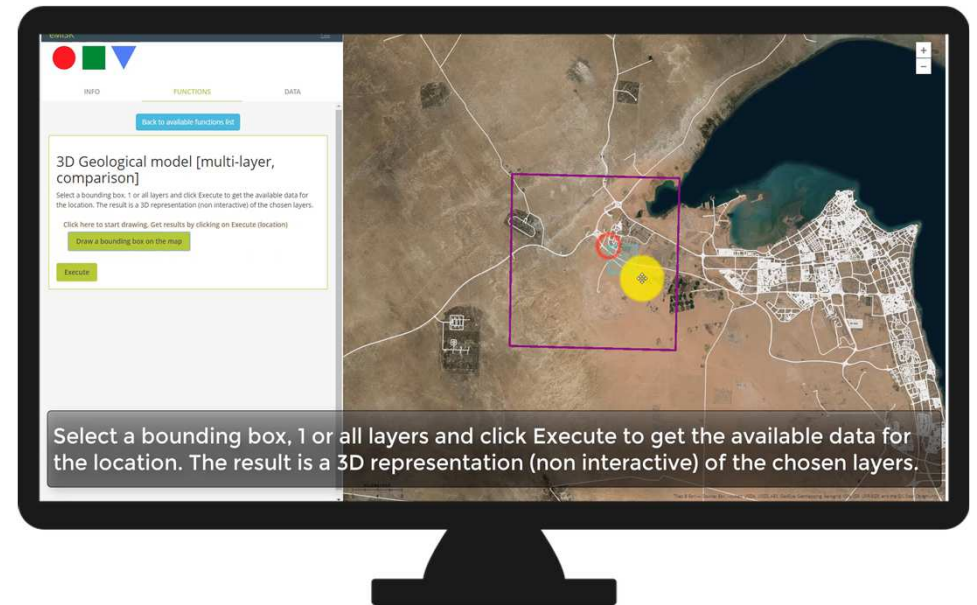 eMISK
INFO FUNCTIONS DATA
Back to available functions list
3D Geological model [multi-layer,
comparison]
Select a bounding box, 1 or all layers and click Execute to get the available data for
the location. The result is a 3D representation (non interactive) of the chosen layers.
Click here to start drawing, Get results by clicking on Execute (location)
Draw a bounding box on the map
Execute
+
−
Select a bounding box, 1 or all layers and click Execute to get the available data for
the location. The result is a 3D representation (non interactive) of the chosen layers.